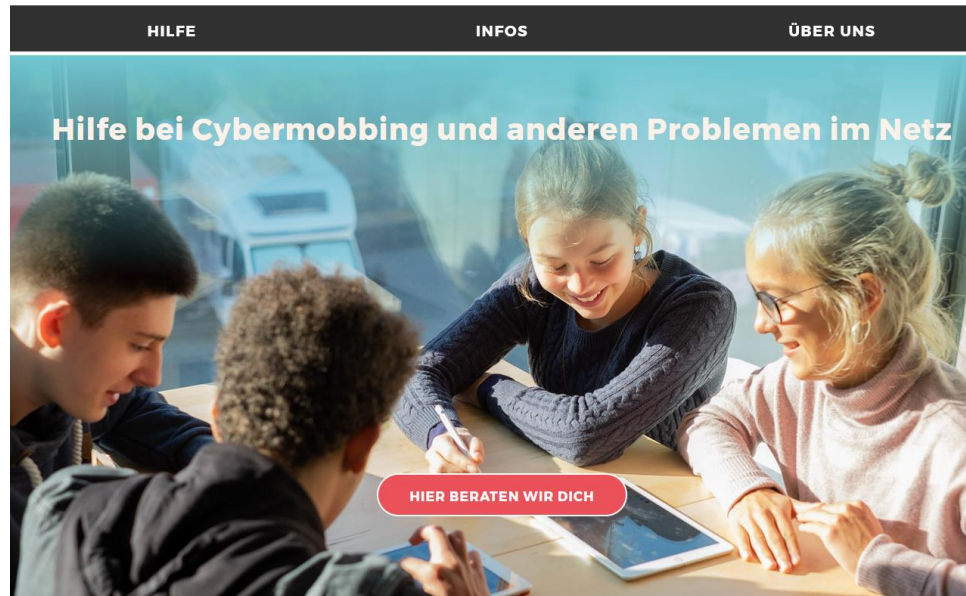 HILFE
INFOS
ÜBER UNS
Hilfe bei Cybermobbing und anderen Problemen im Netz
HIER BERATEN WIR DICH